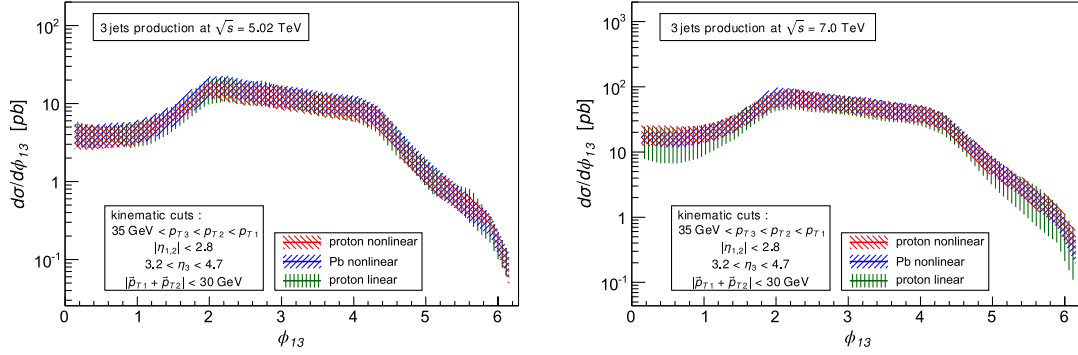 3 jets production at √s = 5.02 TeV
dσ/dϕ₁₃ [pb]
10²
10
1
10⁻¹
kinematic cuts :
35 GeV < p_T3 < p_T2 < p_T1
|η₁,₂| < 2.8
3.2 < η₃ < 4.7
|p⃗_T1 + p⃗_T2| < 30 GeV
proton nonlinear
Pb nonlinear
proton linear
0 1 2 3 4 5 6
ϕ₁₃
3 jets production at √s = 7.0 TeV
dσ/dϕ₁₃ [pb]
10³
10²
10
1
10⁻¹
kinematic cuts :
35 GeV < p_T3 < p_T2 < p_T1
|η₁,₂| < 2.8
3.2 < η₃ < 4.7
|p⃗_T1 + p⃗_T2| < 30 GeV
proton nonlinear
Pb nonlinear
proton linear
0 1 2 3 4 5 6
ϕ₁₃